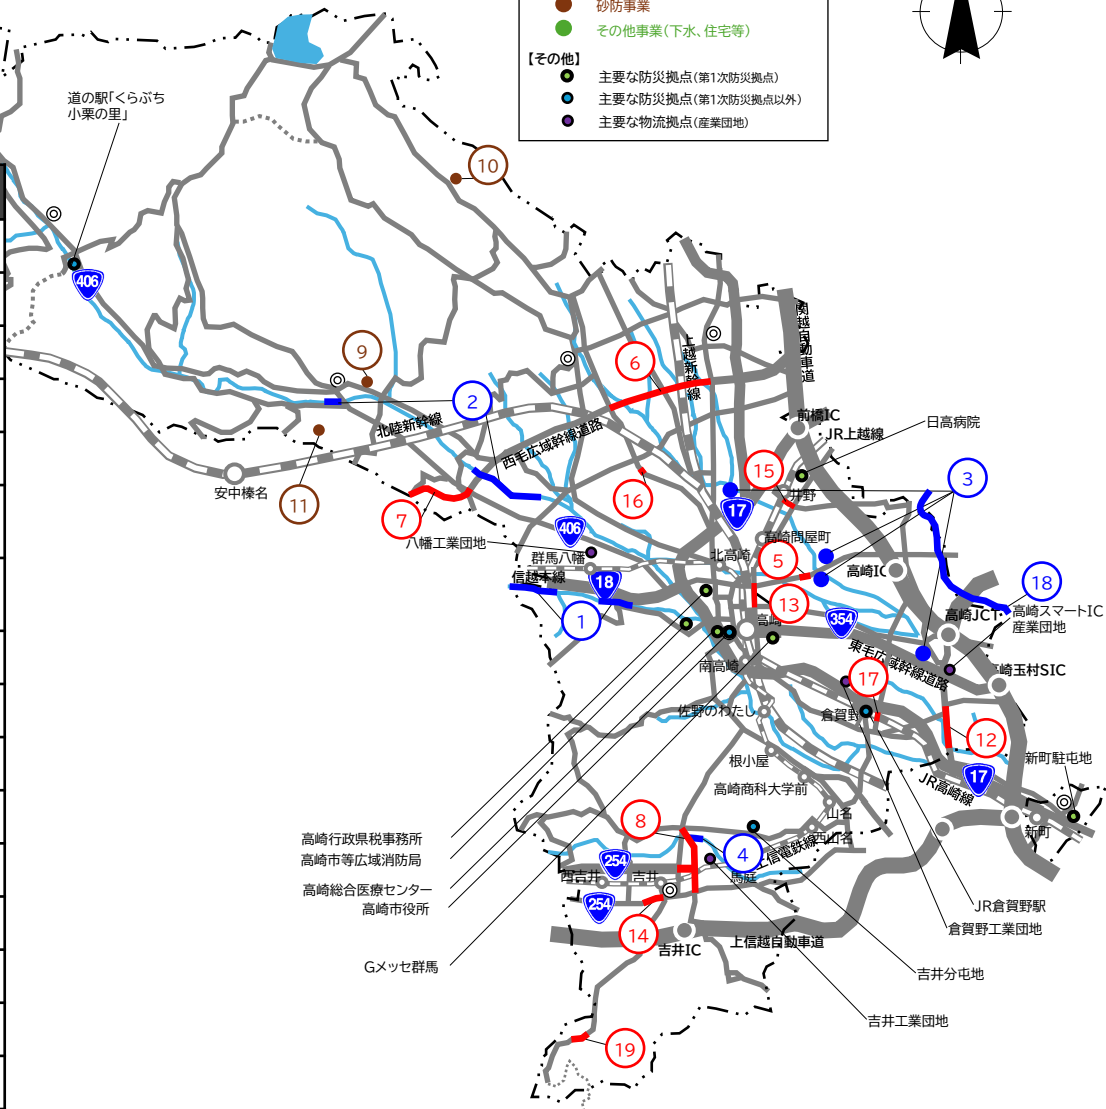 砂防事業
その他事業(下水、住宅等)
【その他】
主要な防災拠点(第1次防災拠点)
主要な防災拠点(第1次防災拠点以外)
主要な物流拠点(産業団地)
道の駅「くらぶち
小栗の里」
10
406
9
6
上越新幹線
関越自動車道
2
北陸新幹線
西毛広域幹線道路
前橋IC
JR上越線
日高病院
11
安中榛名
7
16
15
井野
3
17
406
八幡工業団地
群馬八幡
北高崎
高崎問屋町
5
高崎IC
信越本線
18
1
13
18
高崎スマートIC
産業団地
高崎
354
高崎JCT
東毛広域幹線道路
南高崎
17
高崎玉村SIC
佐野のわたし
倉賀野
12
根小屋
新町駐屯地
高崎商科大学前
17
JR高崎線
山名
西山名
新町
8
4
上信電鉄線
254
西吉井
吉井
馬庭
254
14
吉井IC
上信越自動車道
高崎行政県税事務所
高崎市等広域消防局
高崎総合医療センター
高崎市役所
Gメッセ群馬
JR倉賀野駅
倉賀野工業団地
吉井分屯地
吉井工業団地
19